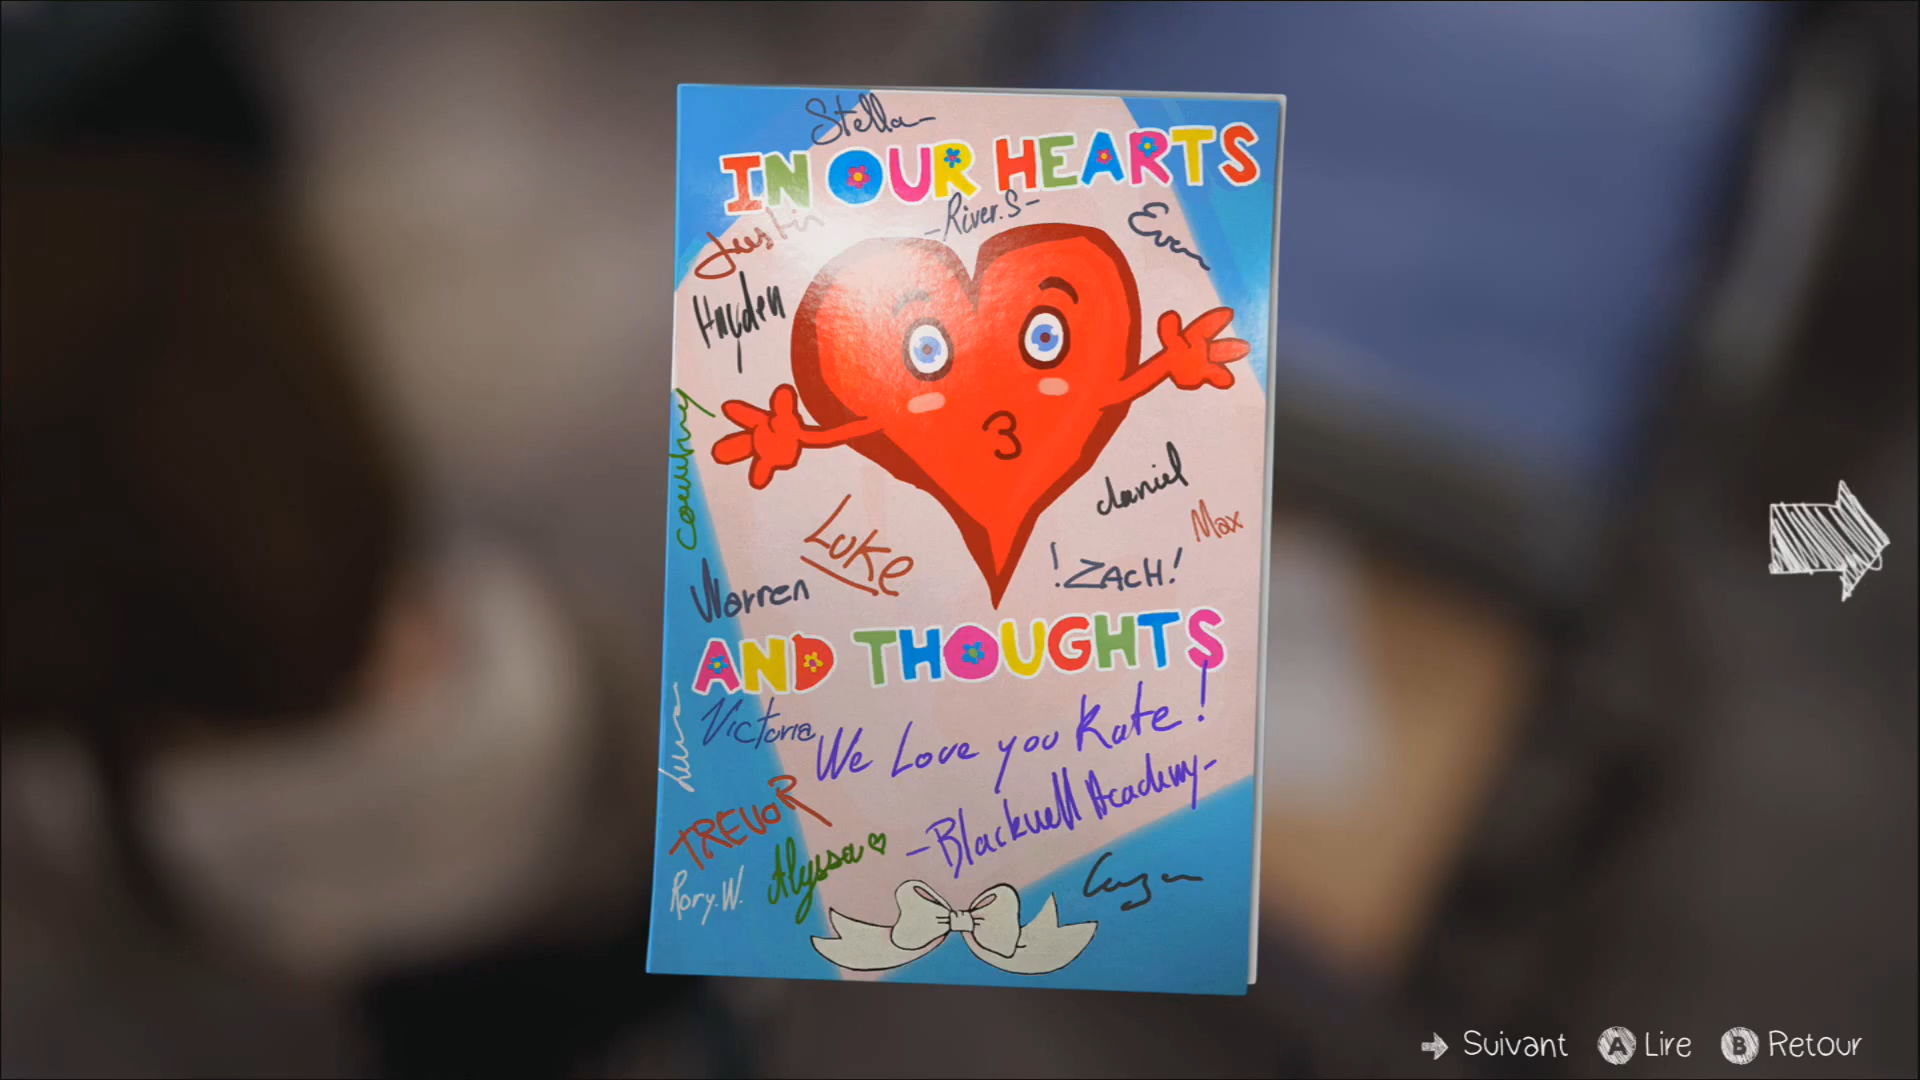 Stella
IN OUR HEARTS
Justin
-River.S-
Evan
Hayden
courtney
daniel
Max
Luke
!ZACH!
Warren
AND THOUGHTS
Victoria
We Love you Kate!
-Blackwell Academy-
TREVOR
Alyssa
Rory.W.
Suivant
A Lire
B Retour